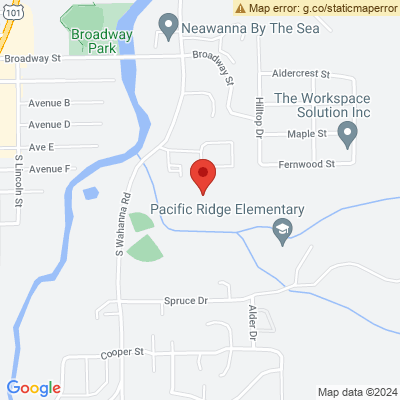 Map error: g.co/staticmaperror
101
Broadway
Park
Neawanna By The Sea
Broadway St
Broadway St
Aldercrest St
The Workspace
Solution Inc
Avenue B
Hilltop Dr
Avenue D
Maple St
Ave E
Fernwood St
Avenue F
S Lincoln St
S Wahanna Rd
Pacific Ridge Elementary
Spruce Dr
Alder Dr
Cooper St
Google
Map data ©2024